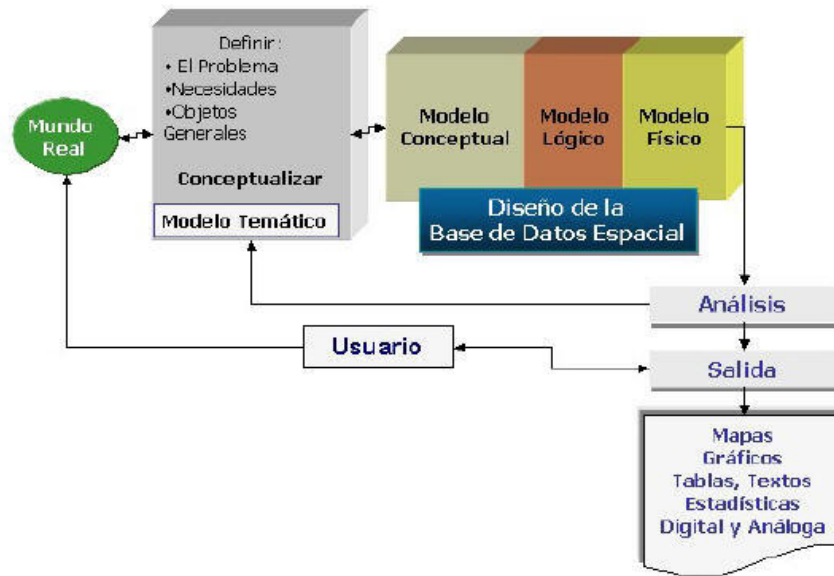 Definir:
• El Problema
•Necesidades
•Objetos
Generales
Conceptualizar
Modelo Temático
Mundo
Real
Modelo
Conceptual
Modelo
Lógico
Modelo
Físico
Diseño de la
Base de Datos Espacial
Análisis
Usuario
Salida
Mapas
Gráficos
Tablas, Textos
Estadísticas
Digital y Análoga